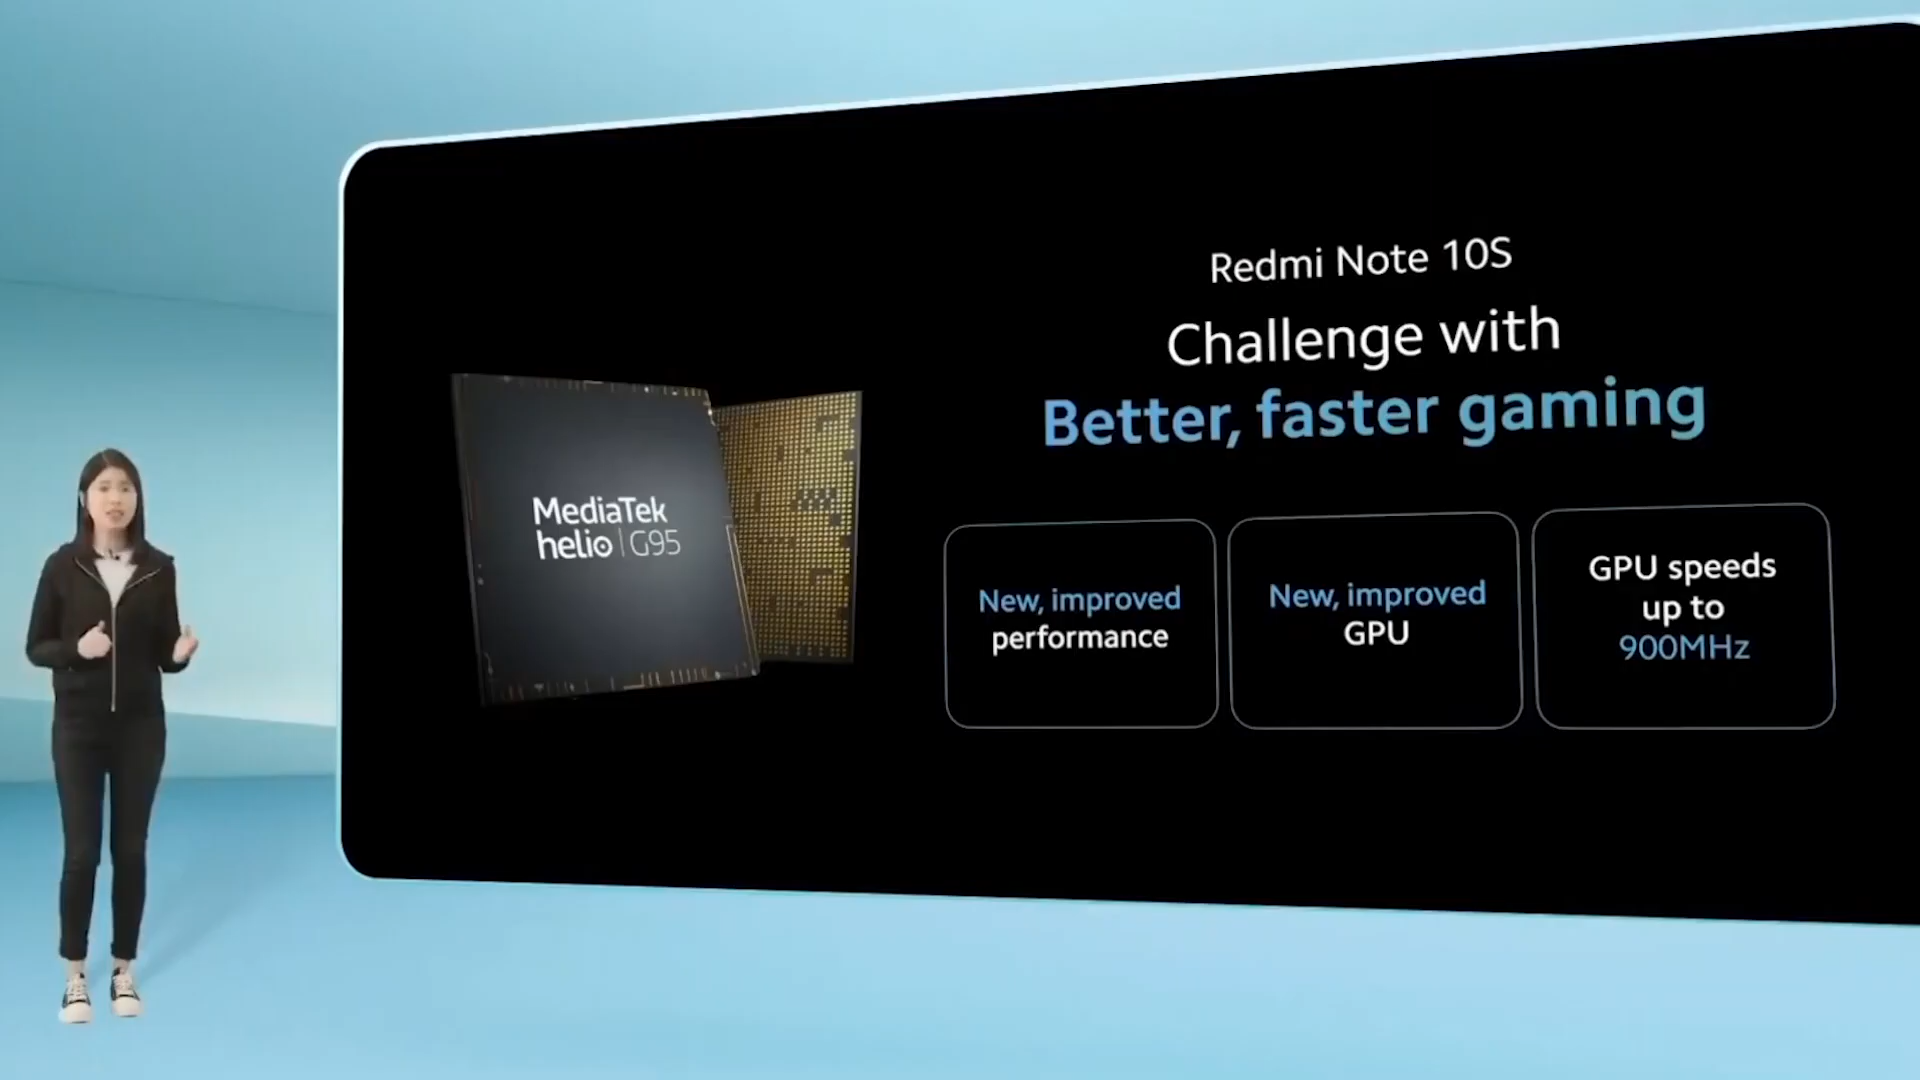 Redmi Note 10S
Challenge with
Better, faster gaming
MediaTek
helio | G95
New, improved
performance
New, improved
GPU
GPU speeds
up to
900MHz